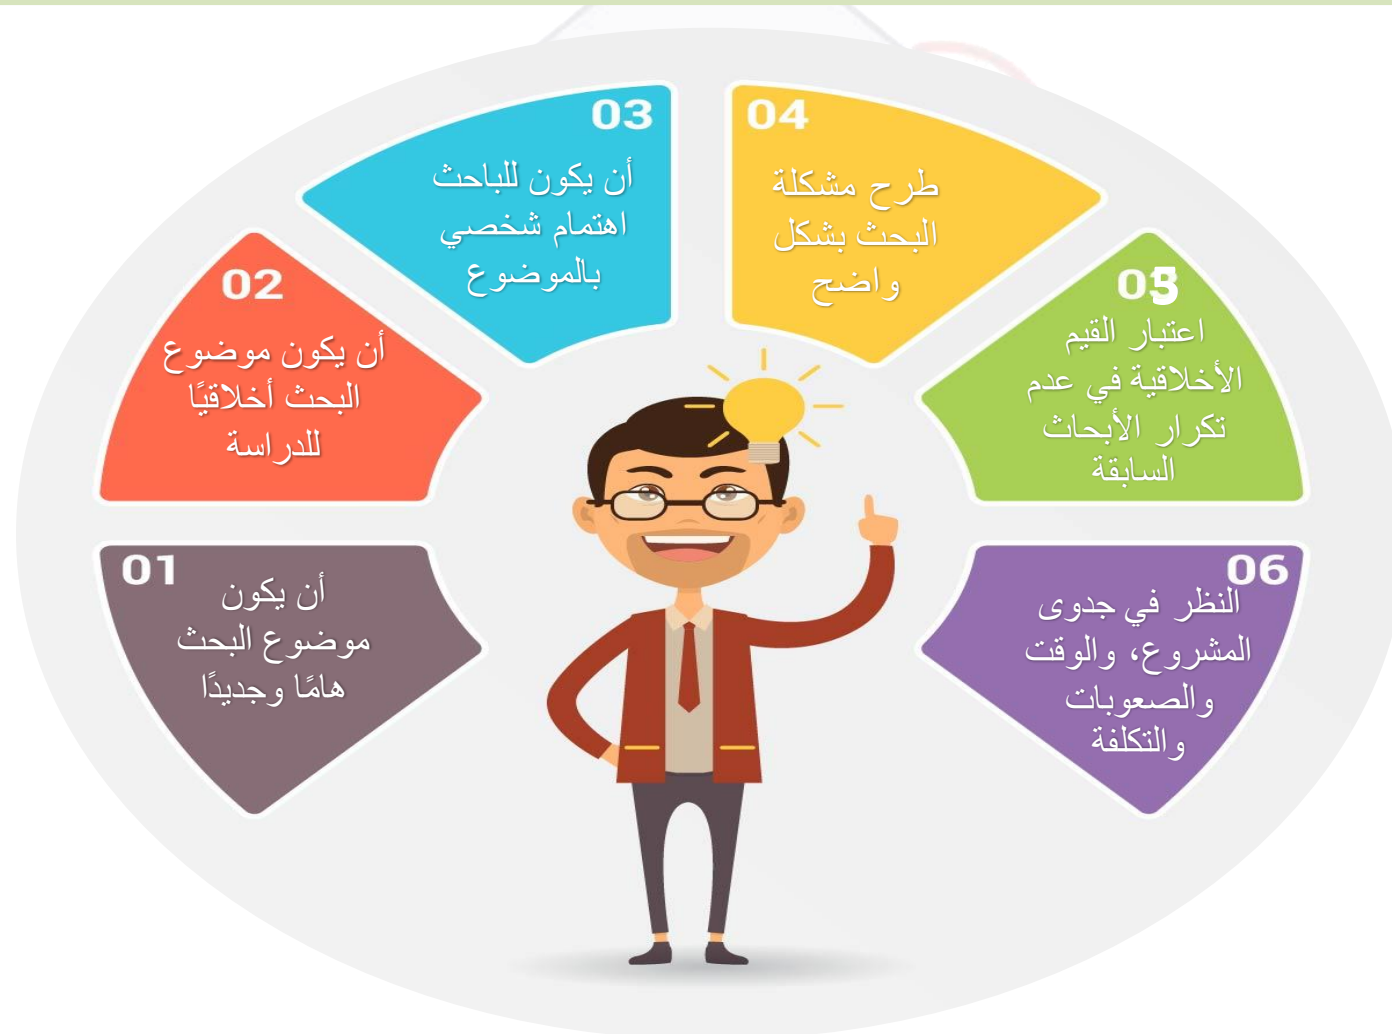 01
أن يكون
موضوع البحث
هامًا وجديدًا
02
أن يكون موضوع
البحث أخلاقيًا
للدراسة
03
أن يكون للباحث
اهتمام شخصي
بالموضوع
04
طرح مشكلة
البحث بشكل
واضح
05
اعتبار القيم
الأخلاقية في عدم
تكرار الأبحاث
السابقة
06
النظر في جدوى
المشروع، والوقت
والصعوبات
والتكلفة